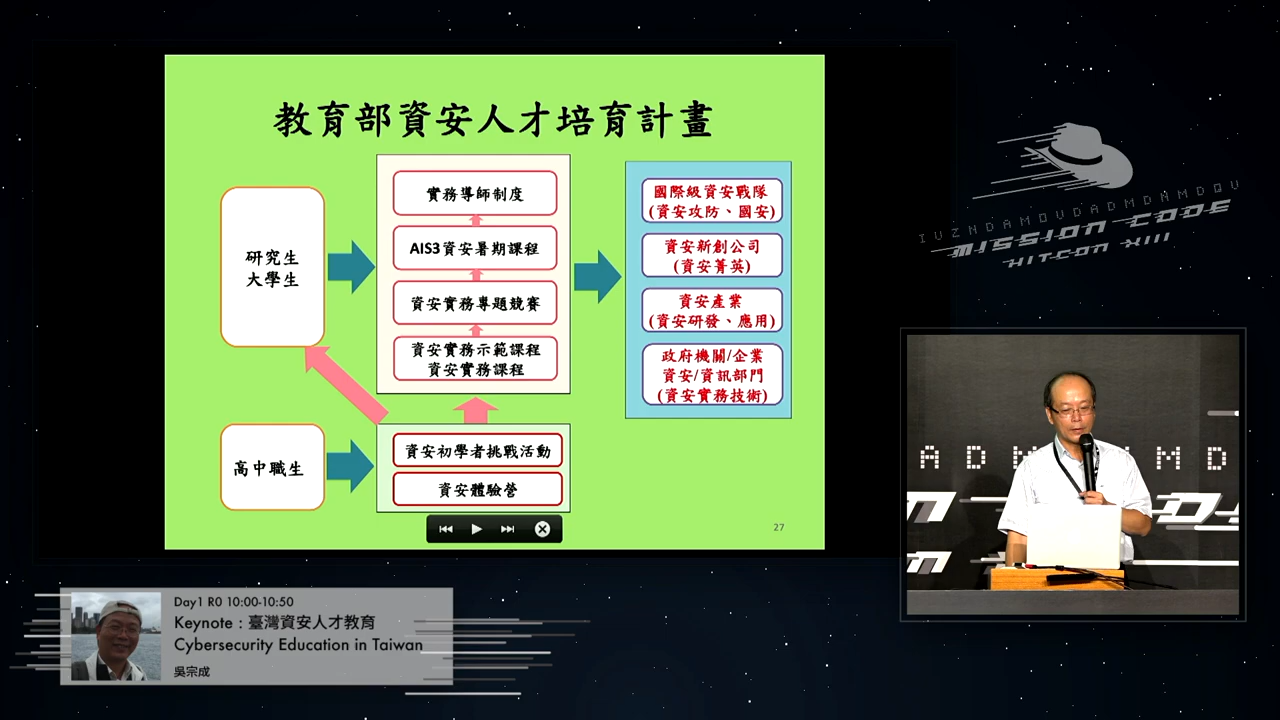 教育部資安人才培育計畫
研究生
大學生
實務導師制度
AIS3資安暑期課程
資安實務專題競賽
資安實務示範課程
資安實務課程
國際級資安戰隊
(資安攻防、國安)
資安新創公司
(資安菁英)
資安產業
(資安研發、應用)
政府機關/企業
資安/資訊部門
(資安實務技術)
高中職生
資安初學者挑戰活動
資安體驗營
27
IVZNDAMOVDADMDNHMDQV
MISSION CODE
HITCON XIII
Day1 R0 10:00-10:50
Keynote：臺灣資安人才教育
Cybersecurity Education in Taiwan
吳宗成